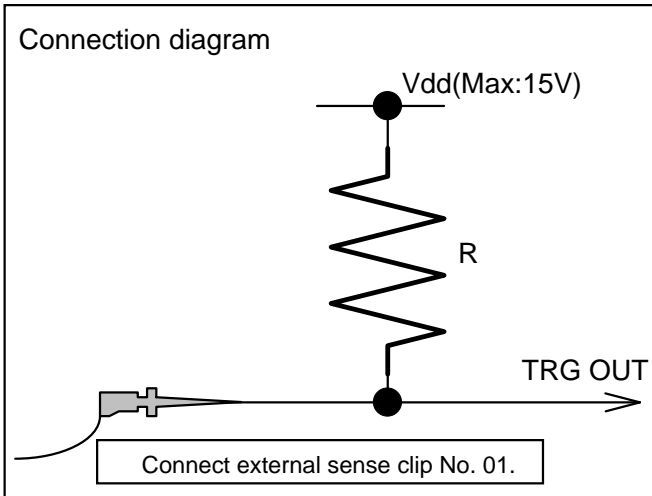 Connection diagram
Vdd(Max:15V)
R
TRG OUT
Connect external sense clip No. 01.